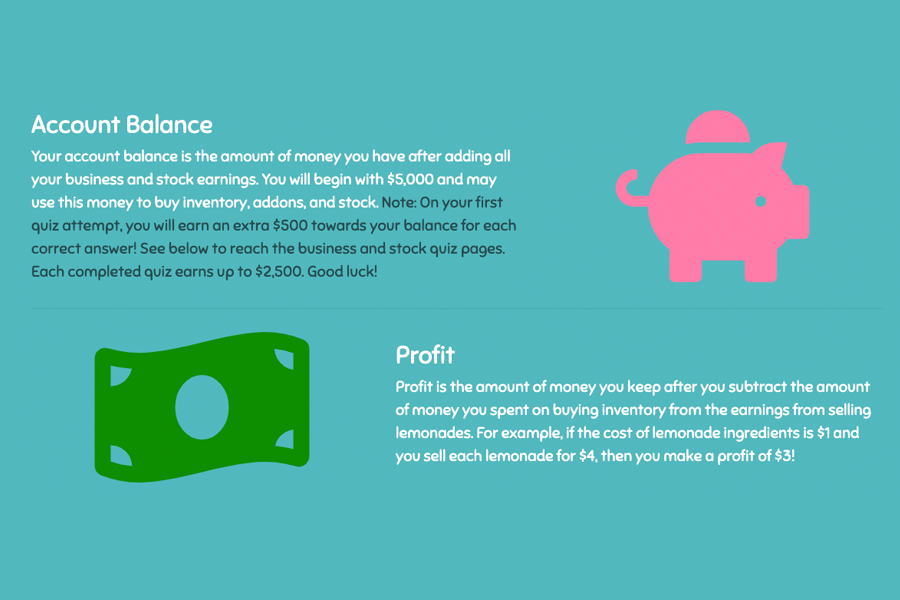 Account Balance
Your account balance is the amount of money you have after adding all
your business and stock earnings. You will begin with $5,000 and may
use this money to buy inventory, addons, and stock. Note: On your first
quiz attempt, you will earn an extra $500 towards your balance for each
correct answer! See below to reach the business and stock quiz pages.
Each completed quiz earns up to $2,500. Good luck!
Profit
Profit is the amount of money you keep after you subtract the amount
of money you spent on buying inventory from the earnings from selling
lemonades. For example, if the cost of lemonade ingredients is $1 and
you sell each lemonade for $4, then you make a profit of $3!